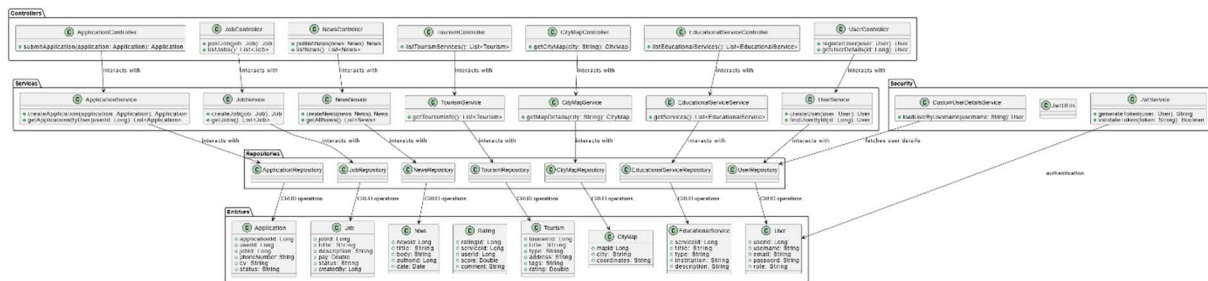 Controllers
ApplicationController
submitApplication(application: Application): Application
JobController
postJob(job: Job): Job
listJobs(): List<Job>
NewsController
publishNews(news: News): News
listNews(): List<News>
TourismController
listTourismServices(): List<Tourism>
CityMapController
getCityMap(city: String): CityMap
EducationalServiceController
listEducationalServices(): List<EducationalService>
UserController
registerUser(user: User): User
getUserDetails(id: Long): User
interacts with
interacts with
interacts with
interacts with
interacts with
interacts with
interacts with
Services
ApplicationService
createApplication(application: Application): Application
getApplicationsByUser(userId: Long): List<Application>
JobService
createJob(job: Job): Job
getJobs(): List<Job>
NewsService
createNews(news: News): News
getAllNews(): List<News>
TourismService
getTourismInfo(): List<Tourism>
CityMapService
getMapDetails(city: String): CityMap
EducationalServiceService
getServices(): List<EducationalService>
UserService
createUser(user: User): User
findUserById(id: Long): User
Security
CustomUserDetailsService
loadUserByUsername(username: String): User
JwtUtils
JwtService
generateToken(user: User): String
validateToken(token: String): Boolean
interacts with
interacts with
interacts with
interacts with
interacts with
interacts with
interacts with
fetches user details
Repositories
ApplicationRepository
JobRepository
NewsRepository
TourismRepository
CityMapRepository
EducationalServiceRepository
UserRepository
authentication
CRUD operations
CRUD operations
CRUD operations
CRUD operations
CRUD operations
CRUD operations
CRUD operations
Entities
Application
applicationId: Long
userId: Long
jobId: Long
phoneNumber: String
cv: String
status: String
Job
jobId: Long
title: String
description: String
pay: Double
status: String
createdBy: Long
News
newsId: Long
title: String
body: String
authorId: Long
date: Date
Rating
ratingId: Long
serviceId: Long
userId: Long
score: Double
comment: String
Tourism
tourismId: Long
title: String
type: String
address: String
tags: String
rating: Double
CityMap
mapId: Long
city: String
coordinates: String
EducationalService
serviceId: Long
title: String
type: String
institution: String
description: String
User
userId: Long
username: String
email: String
password: String
role: String